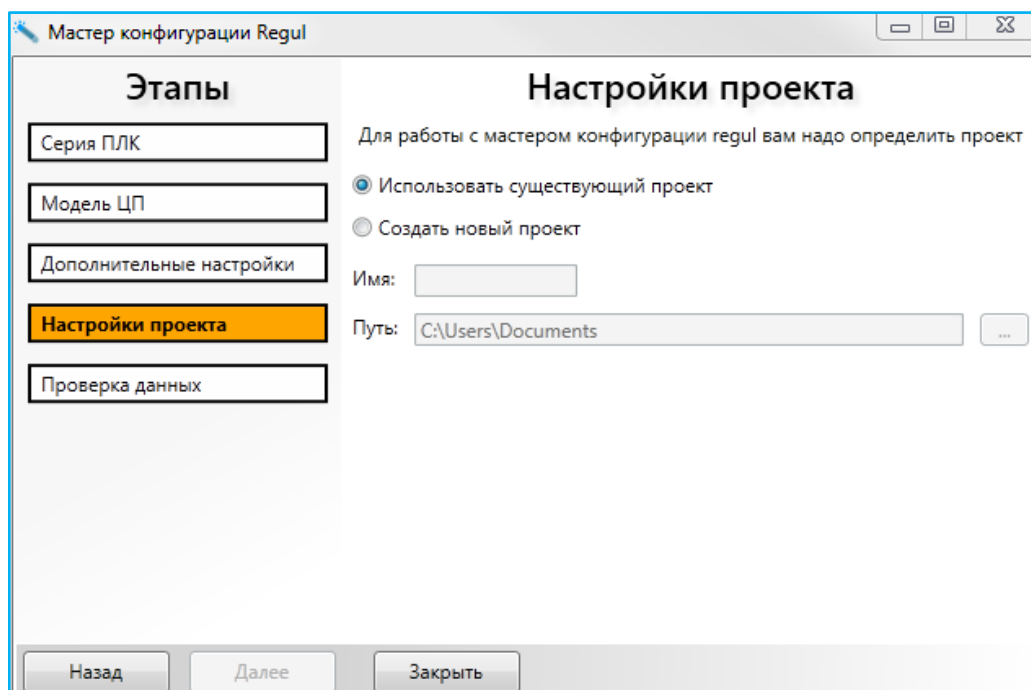 Мастер конфигурации Regul
Этапы
Серия ПЛК
Модель ЦП
Дополнительные настройки
Настройки проекта
Проверка данных
Настройки проекта
Для работы с мастером конфигурации regul вам надо определить проект
Использовать существующий проект
Создать новый проект
Имя:
Путь: C:\Users\Documents ...
Назад Далее Закрыть